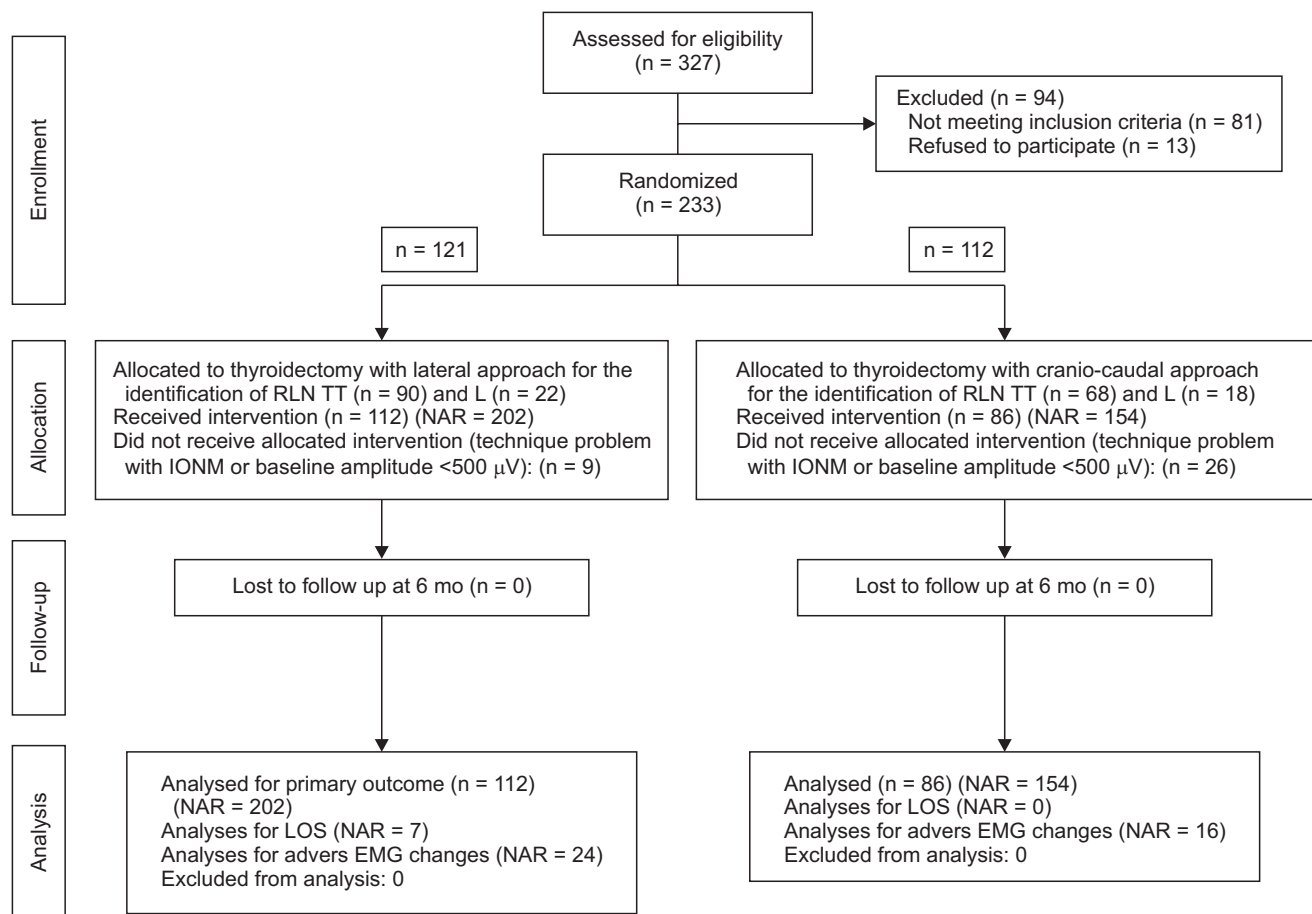 Enrollment
Assessed for eligibility
(n = 327)
Excluded (n = 94)
Not meeting inclusion criteria (n = 81)
Refused to participate (n = 13)
Randomized
(n = 233)
n = 121
n = 112
Allocation
Allocated to thyroidectomy with lateral approach for the
identification of RLN TT (n = 90) and L (n = 22)
Received intervention (n = 112) (NAR = 202)
Did not receive allocated intervention (technique problem
with IONM or baseline amplitude <500 μV): (n = 9)
Allocated to thyroidectomy with cranio-caudal approach
for the identification of RLN TT (n = 68) and L (n = 18)
Received intervention (n = 86) (NAR = 154)
Did not receive allocated intervention (technique problem
with IONM or baseline amplitude <500 μV): (n = 26)
Follow-up
Lost to follow up at 6 mo (n = 0)
Lost to follow up at 6 mo (n = 0)
Analysis
Analysed for primary outcome (n = 112)
(NAR = 202)
Analyses for LOS (NAR = 7)
Analyses for advers EMG changes (NAR = 24)
Excluded from analysis: 0
Analysed (n = 86) (NAR = 154)
Analyses for LOS (NAR = 0)
Analyses for advers EMG changes (NAR = 16)
Excluded from analysis: 0